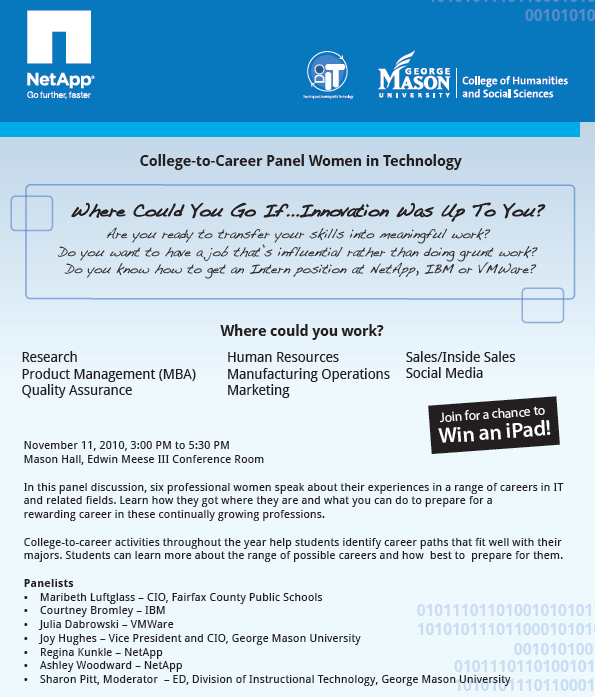 1010101110110001010
00101010
NetApp®
Go further, faster
DoIT
Teaching and Learning with Technology
GEORGE
MASON
UNIVERSITY
College of Humanities
and Social Sciences
College-to-Career Panel Women in Technology
Where Could You Go If...Innovation Was Up To You?
Are you ready to transfer your skills into meaningful work?
Do you want to have a job that's influential rather than doing grunt work?
Do you know how to get an Intern position at NetApp, IBM or VMWare?
Where could you work?
Research
Product Management (MBA)
Quality Assurance
Human Resources
Manufacturing Operations
Marketing
Sales/Inside Sales
Social Media
Join for a chance to
Win an iPad!
November 11, 2010, 3:00 PM to 5:30 PM
Mason Hall, Edwin Meese III Conference Room
In this panel discussion, six professional women speak about their experiences in a range of careers in IT
and related fields. Learn how they got where they are and what you can do to prepare for a
rewarding career in these continually growing professions.
College-to-career activities throughout the year help students identify career paths that fit well with their
majors. Students can learn more about the range of possible careers and how best to prepare for them.
Panelists
• Maribeth Luftglass – CIO, Fairfax County Public Schools
• Courtney Bromley – IBM
• Julia Dabrowski – VMWare
• Joy Hughes – Vice President and CIO, George Mason University
• Regina Kunkle – NetApp
• Ashley Woodward – NetApp
• Sharon Pitt, Moderator – ED, Division of Instructional Technology, George Mason University
01011101101001010101
1010101110110001010
001010100
0101110110100101
1010101110110001